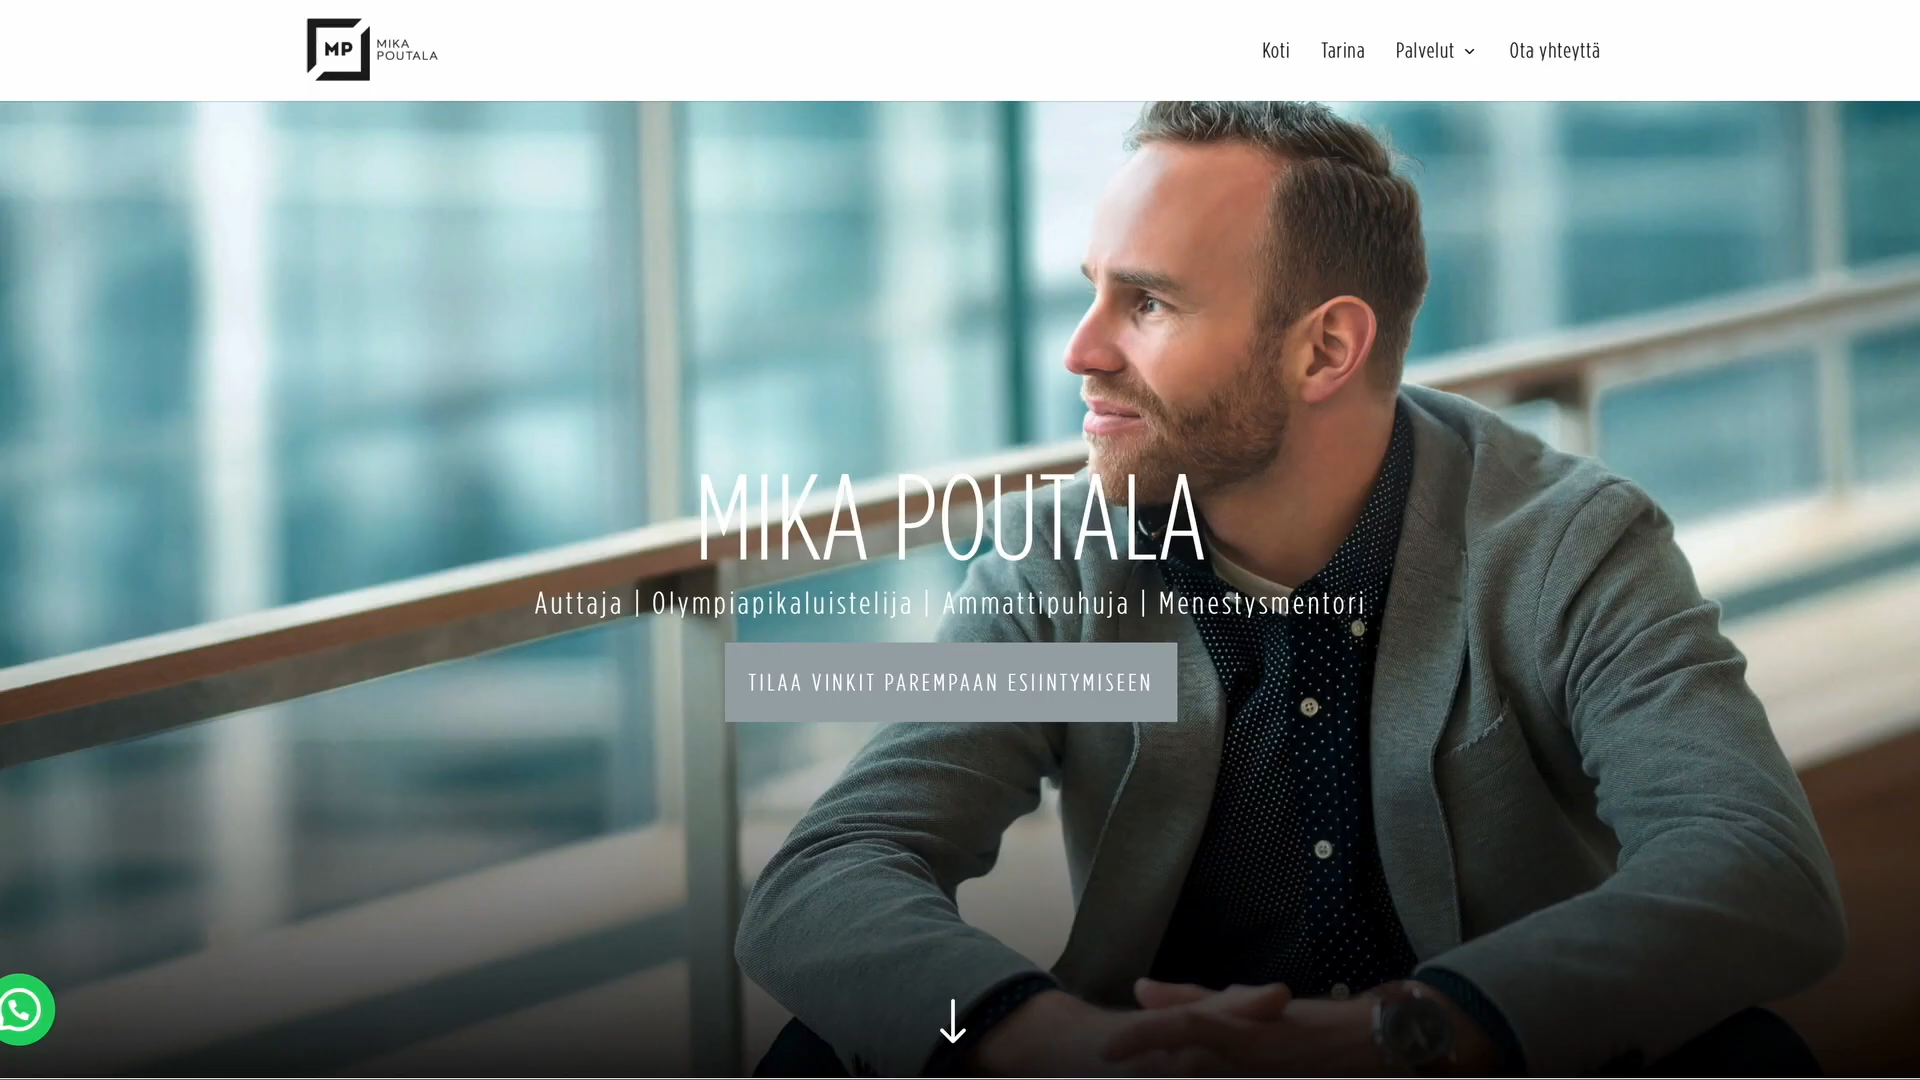 MP
MIKA
POUTALA
Koti Tarina Palvelut Ota yhteyttä
MIKA POUTALA
Auttaja | Olympiapikaluistelija | Ammattipuhuja | Menestysmentori
TILAA VINKIT PAREMPAAN ESIINTYMISEEN